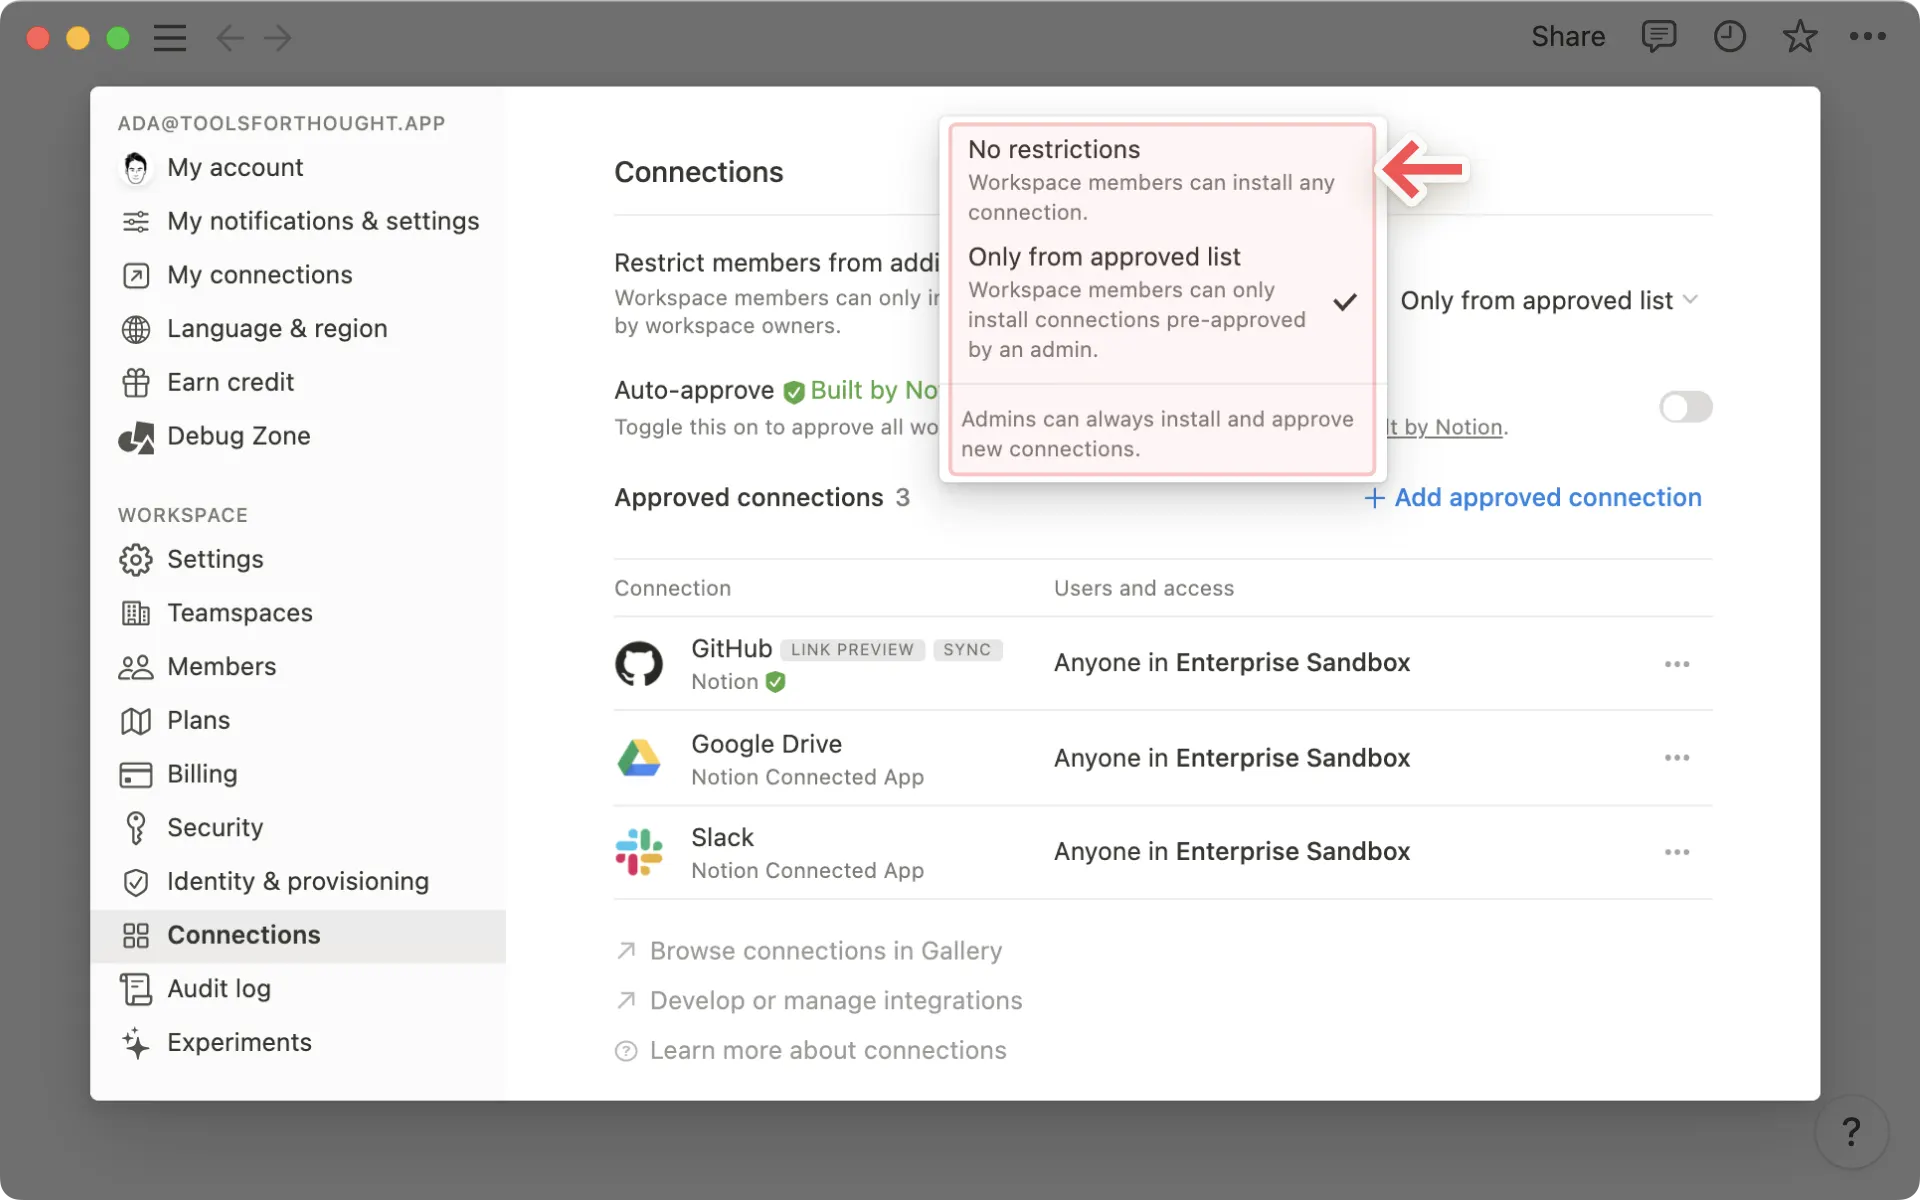 Share
ADA@TOOLSFORTHOUGHT.APP
My account
My notifications & settings
My connections
Language & region
Earn credit
Debug Zone
WORKSPACE
Settings
Teamspaces
Members
Plans
Billing
Security
Identity & provisioning
Connections
Audit log
Experiments
Connections
Restrict members from addi
Workspace members can only in
by workspace owners.
Only from approved list
No restrictions
Workspace members can install any
connection.
Only from approved list
Workspace members can only
install connections pre-approved
by an admin.
Admins can always install and approve
new connections.
Auto-approve Built by No
Toggle this on to approve all wo
lt by Notion.
Approved connections 3
+ Add approved connection
Connection Users and access
GitHub LINK PREVIEW SYNC
Notion
Anyone in Enterprise Sandbox
Google Drive
Notion Connected App
Anyone in Enterprise Sandbox
Slack
Notion Connected App
Anyone in Enterprise Sandbox
Browse connections in Gallery
Develop or manage integrations
? Learn more about connections
?